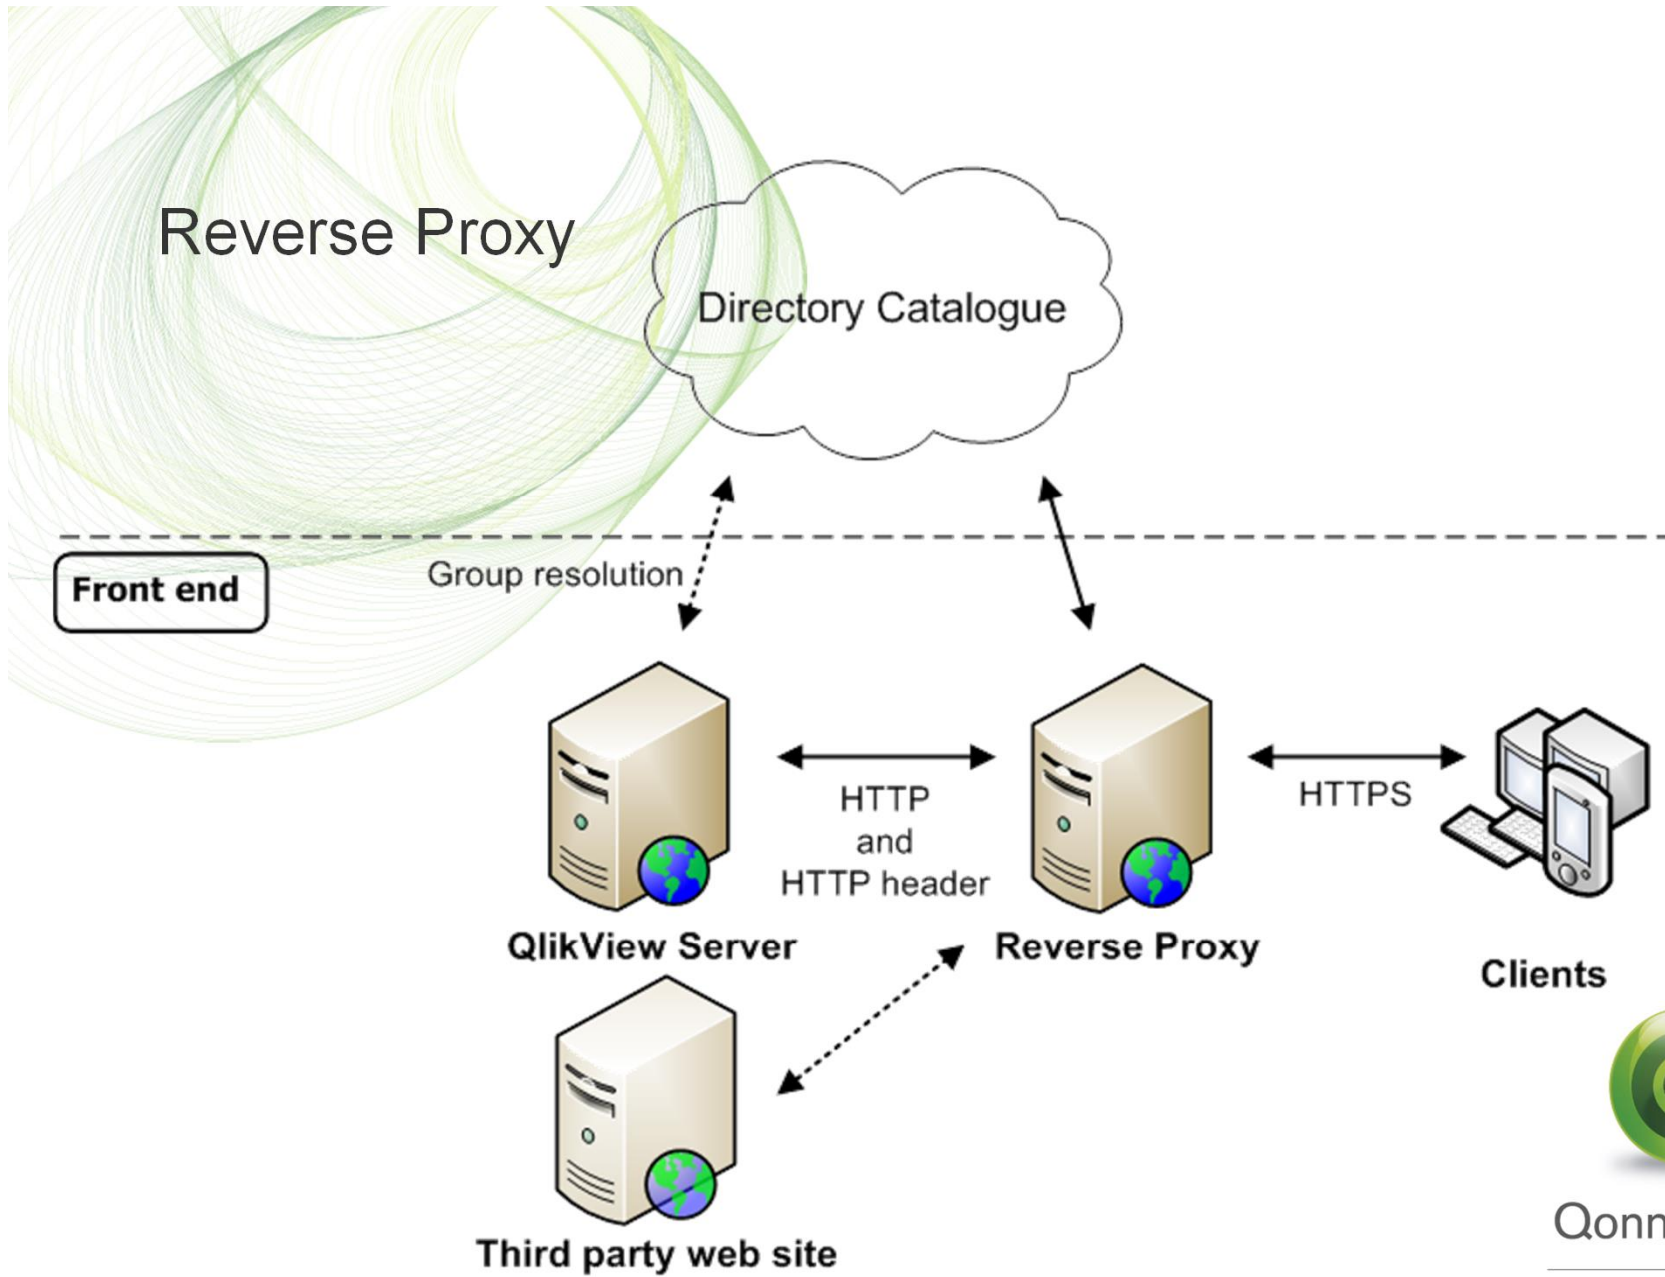 Reverse Proxy
Directory Catalogue
Front end
Group resolution
HTTP
and
HTTP header
HTTPS
QlikView Server
Reverse Proxy
Clients
Third party web site
Qonn